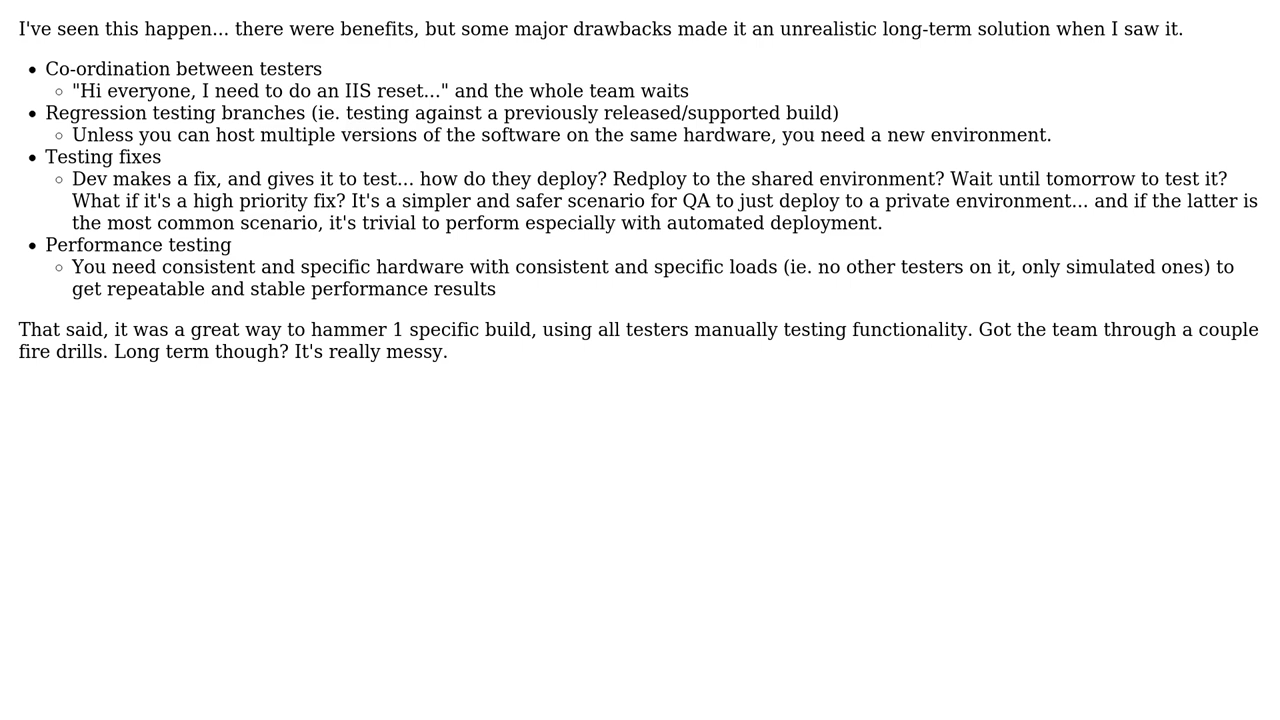 I've seen this happen... there were benefits, but some major drawbacks made it an unrealistic long-term solution when I saw it.
• Co-ordination between testers
◦ "Hi everyone, I need to do an IIS reset..." and the whole team waits
• Regression testing branches (ie. testing against a previously released/supported build)
◦ Unless you can host multiple versions of the software on the same hardware, you need a new environment.
• Testing fixes
◦ Dev makes a fix, and gives it to test... how do they deploy? Redploy to the shared environment? Wait until tomorrow to test it?
What if it's a high priority fix? It's a simpler and safer scenario for QA to just deploy to a private environment... and if the latter is
the most common scenario, it's trivial to perform especially with automated deployment.
• Performance testing
◦ You need consistent and specific hardware with consistent and specific loads (ie. no other testers on it, only simulated ones) to
get repeatable and stable performance results
That said, it was a great way to hammer 1 specific build, using all testers manually testing functionality. Got the team through a couple
fire drills. Long term though? It's really messy.